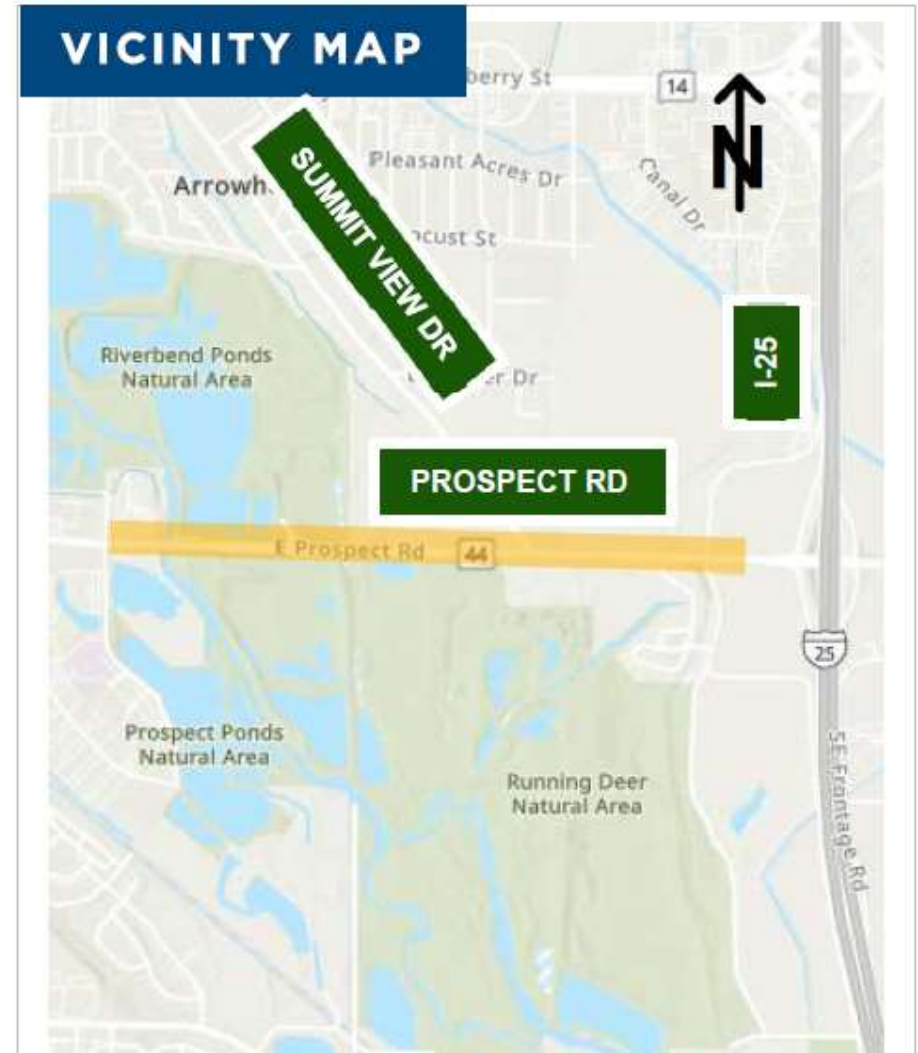 VICINITY MAP
berry St
14
N
SUMMIT VIEW DR
Pleasant Acres Dr
Canal Dr
Arrowh
ocust St
I-25
Riverbend Ponds
Natural Area
er Dr
PROSPECT RD
E Prospect Rd
44
25
Prospect Ponds
Natural Area
Running Deer
Natural Area
SE Frontage Rd